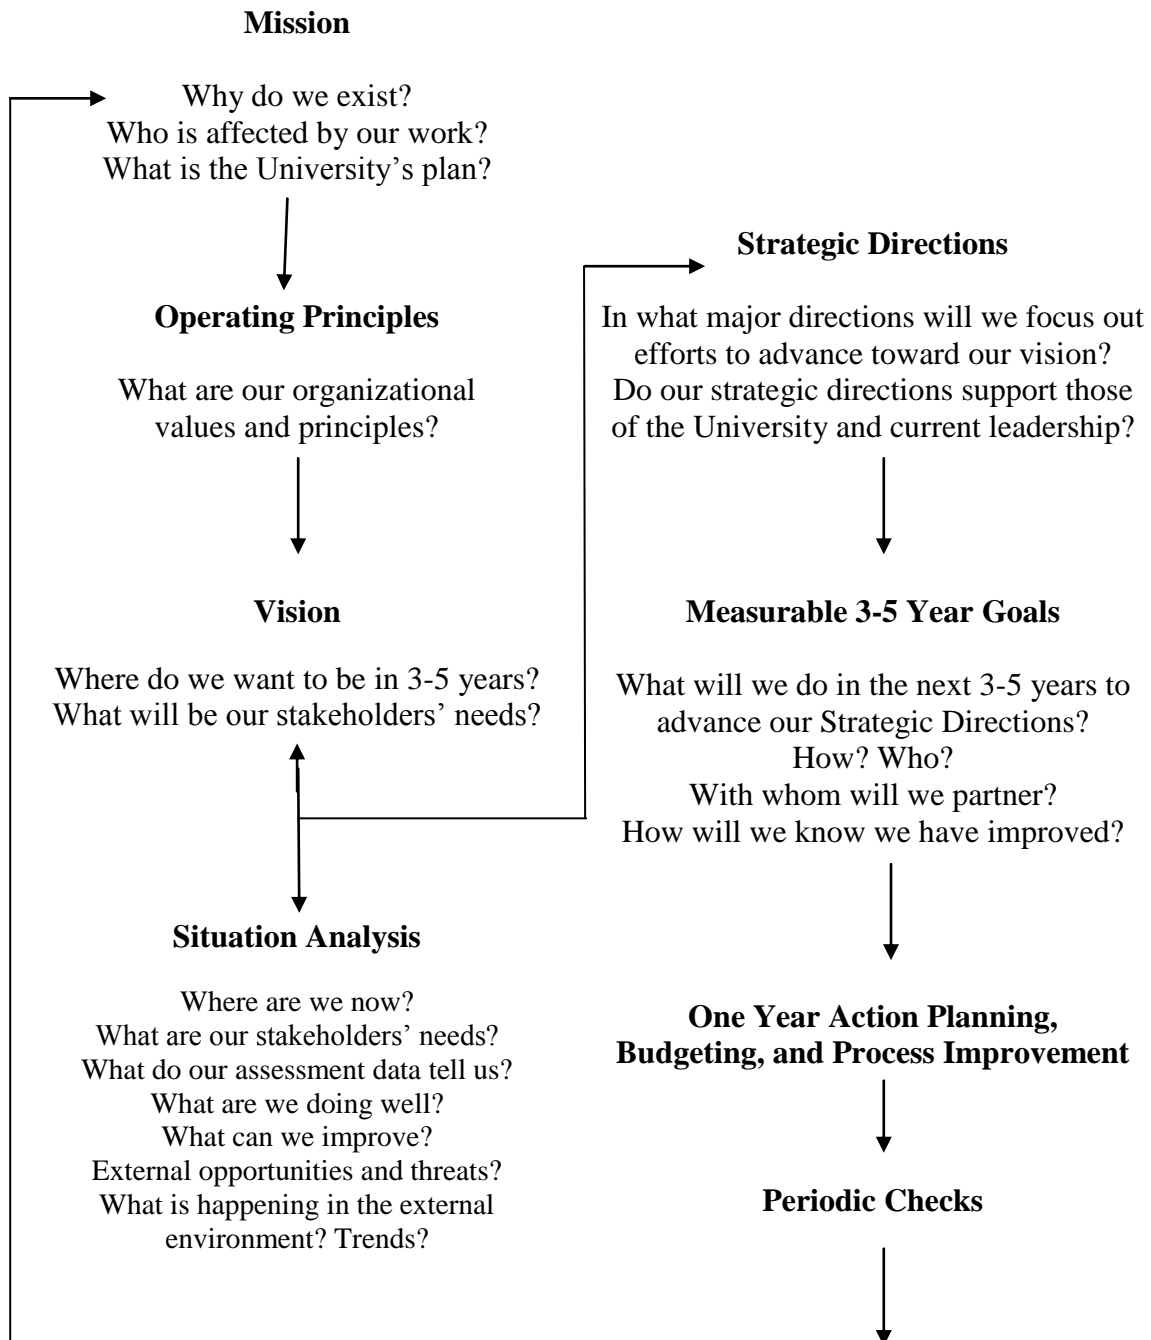 Mission
Why do we exist?
Who is affected by our work?
What is the University’s plan?
Operating Principles
What are our organizational
values and principles?
Vision
Where do we want to be in 3-5 years?
What will be our stakeholders’ needs?
Situation Analysis
Where are we now?
What are our stakeholders’ needs?
What do our assessment data tell us?
What are we doing well?
What can we improve?
External opportunities and threats?
What is happening in the external
environment? Trends?
Strategic Directions
In what major directions will we focus out
efforts to advance toward our vision?
Do our strategic directions support those
of the University and current leadership?
Measurable 3-5 Year Goals
What will we do in the next 3-5 years to
advance our Strategic Directions?
How? Who?
With whom will we partner?
How will we know we have improved?
One Year Action Planning,
Budgeting, and Process Improvement
Periodic Checks